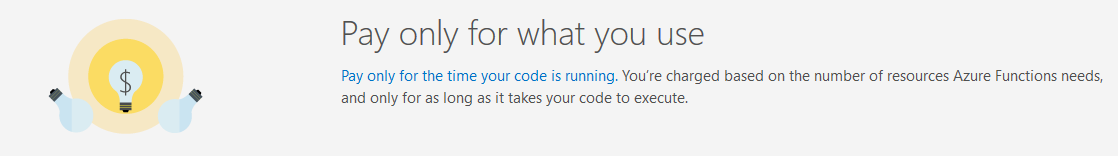 $
Pay only for what you use
Pay only for the time your code is running. You’re charged based on the number of resources Azure Functions needs,
and only for as long as it takes your code to execute.